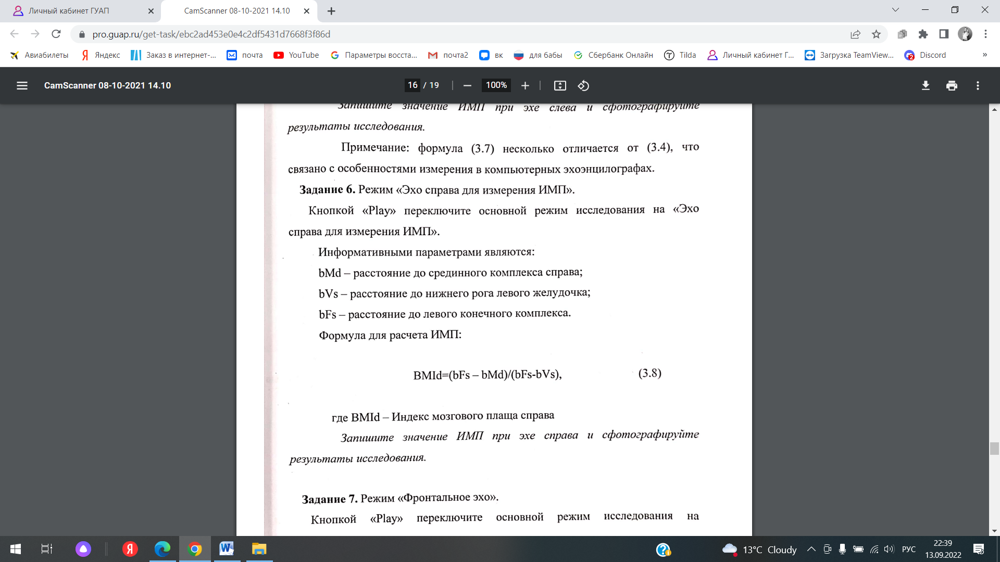 Личный кабинет ГУАП
CamScanner 08-10-2021 14.10
pro.guap.ru/get-task/ebc2ad453e0e4c2df5431d7668f3f86d
Авиабилеты
Яндекс
Заказ в интернет-...
почта
YouTube
Параметры восста...
почта2
вк
для бабы
Сбербанк Онлайн
Tilda
Личный кабинет Г...
Загрузка TeamView...
2
Discord
»
CamScanner 08-10-2021 14.10
16 / 19
100%
Запишите значение ИМП при эхе слева и сфотографируйте
результаты исследования.
Примечание: формула (3.7) несколько отличается от (3.4), что
связано с особенностями измерения в компьютерных эхоэнцилографах.
Задание 6. Режим «Эхо справа для измерения ИМП».
Кнопкой «Play» переключите основной режим исследования на «Эхо
справа для измерения ИМП».
Информативными параметрами являются:
bMd – расстояние до срединного комплекса справа;
bVs – расстояние до нижнего рога левого желудочка;
bFs – расстояние до левого конечного комплекса.
Формула для расчета ИМП:
BMId=(bFs – bMd)/(bFs-bVs), (3.8)
где BMId – Индекс мозгового плаща справа
Запишите значение ИМП при эхе справа и сфотографируйте
результаты исследования.
Задание 7. Режим «Фронтальное эхо».
Кнопкой «Play» переключите основной режим исследования на
13°C Cloudy
РУС
22:39
13.09.2022